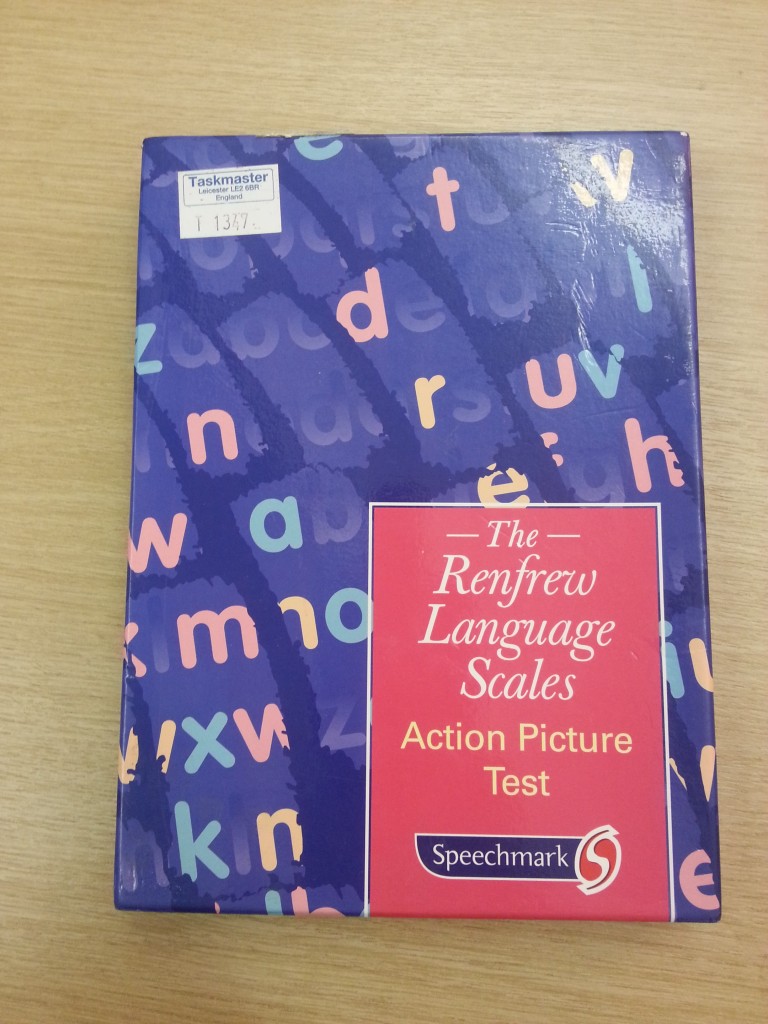 Taskmaster
Leicester LE2 6BR
England
T 1347
e t w
d l
z a b c d e
n r s u v
w a b e g h
k l m n o
i u
v v x w z
k l n
b e
— The —
Renfrew
Language
Scales
Action Picture
Test
Speechmark
S